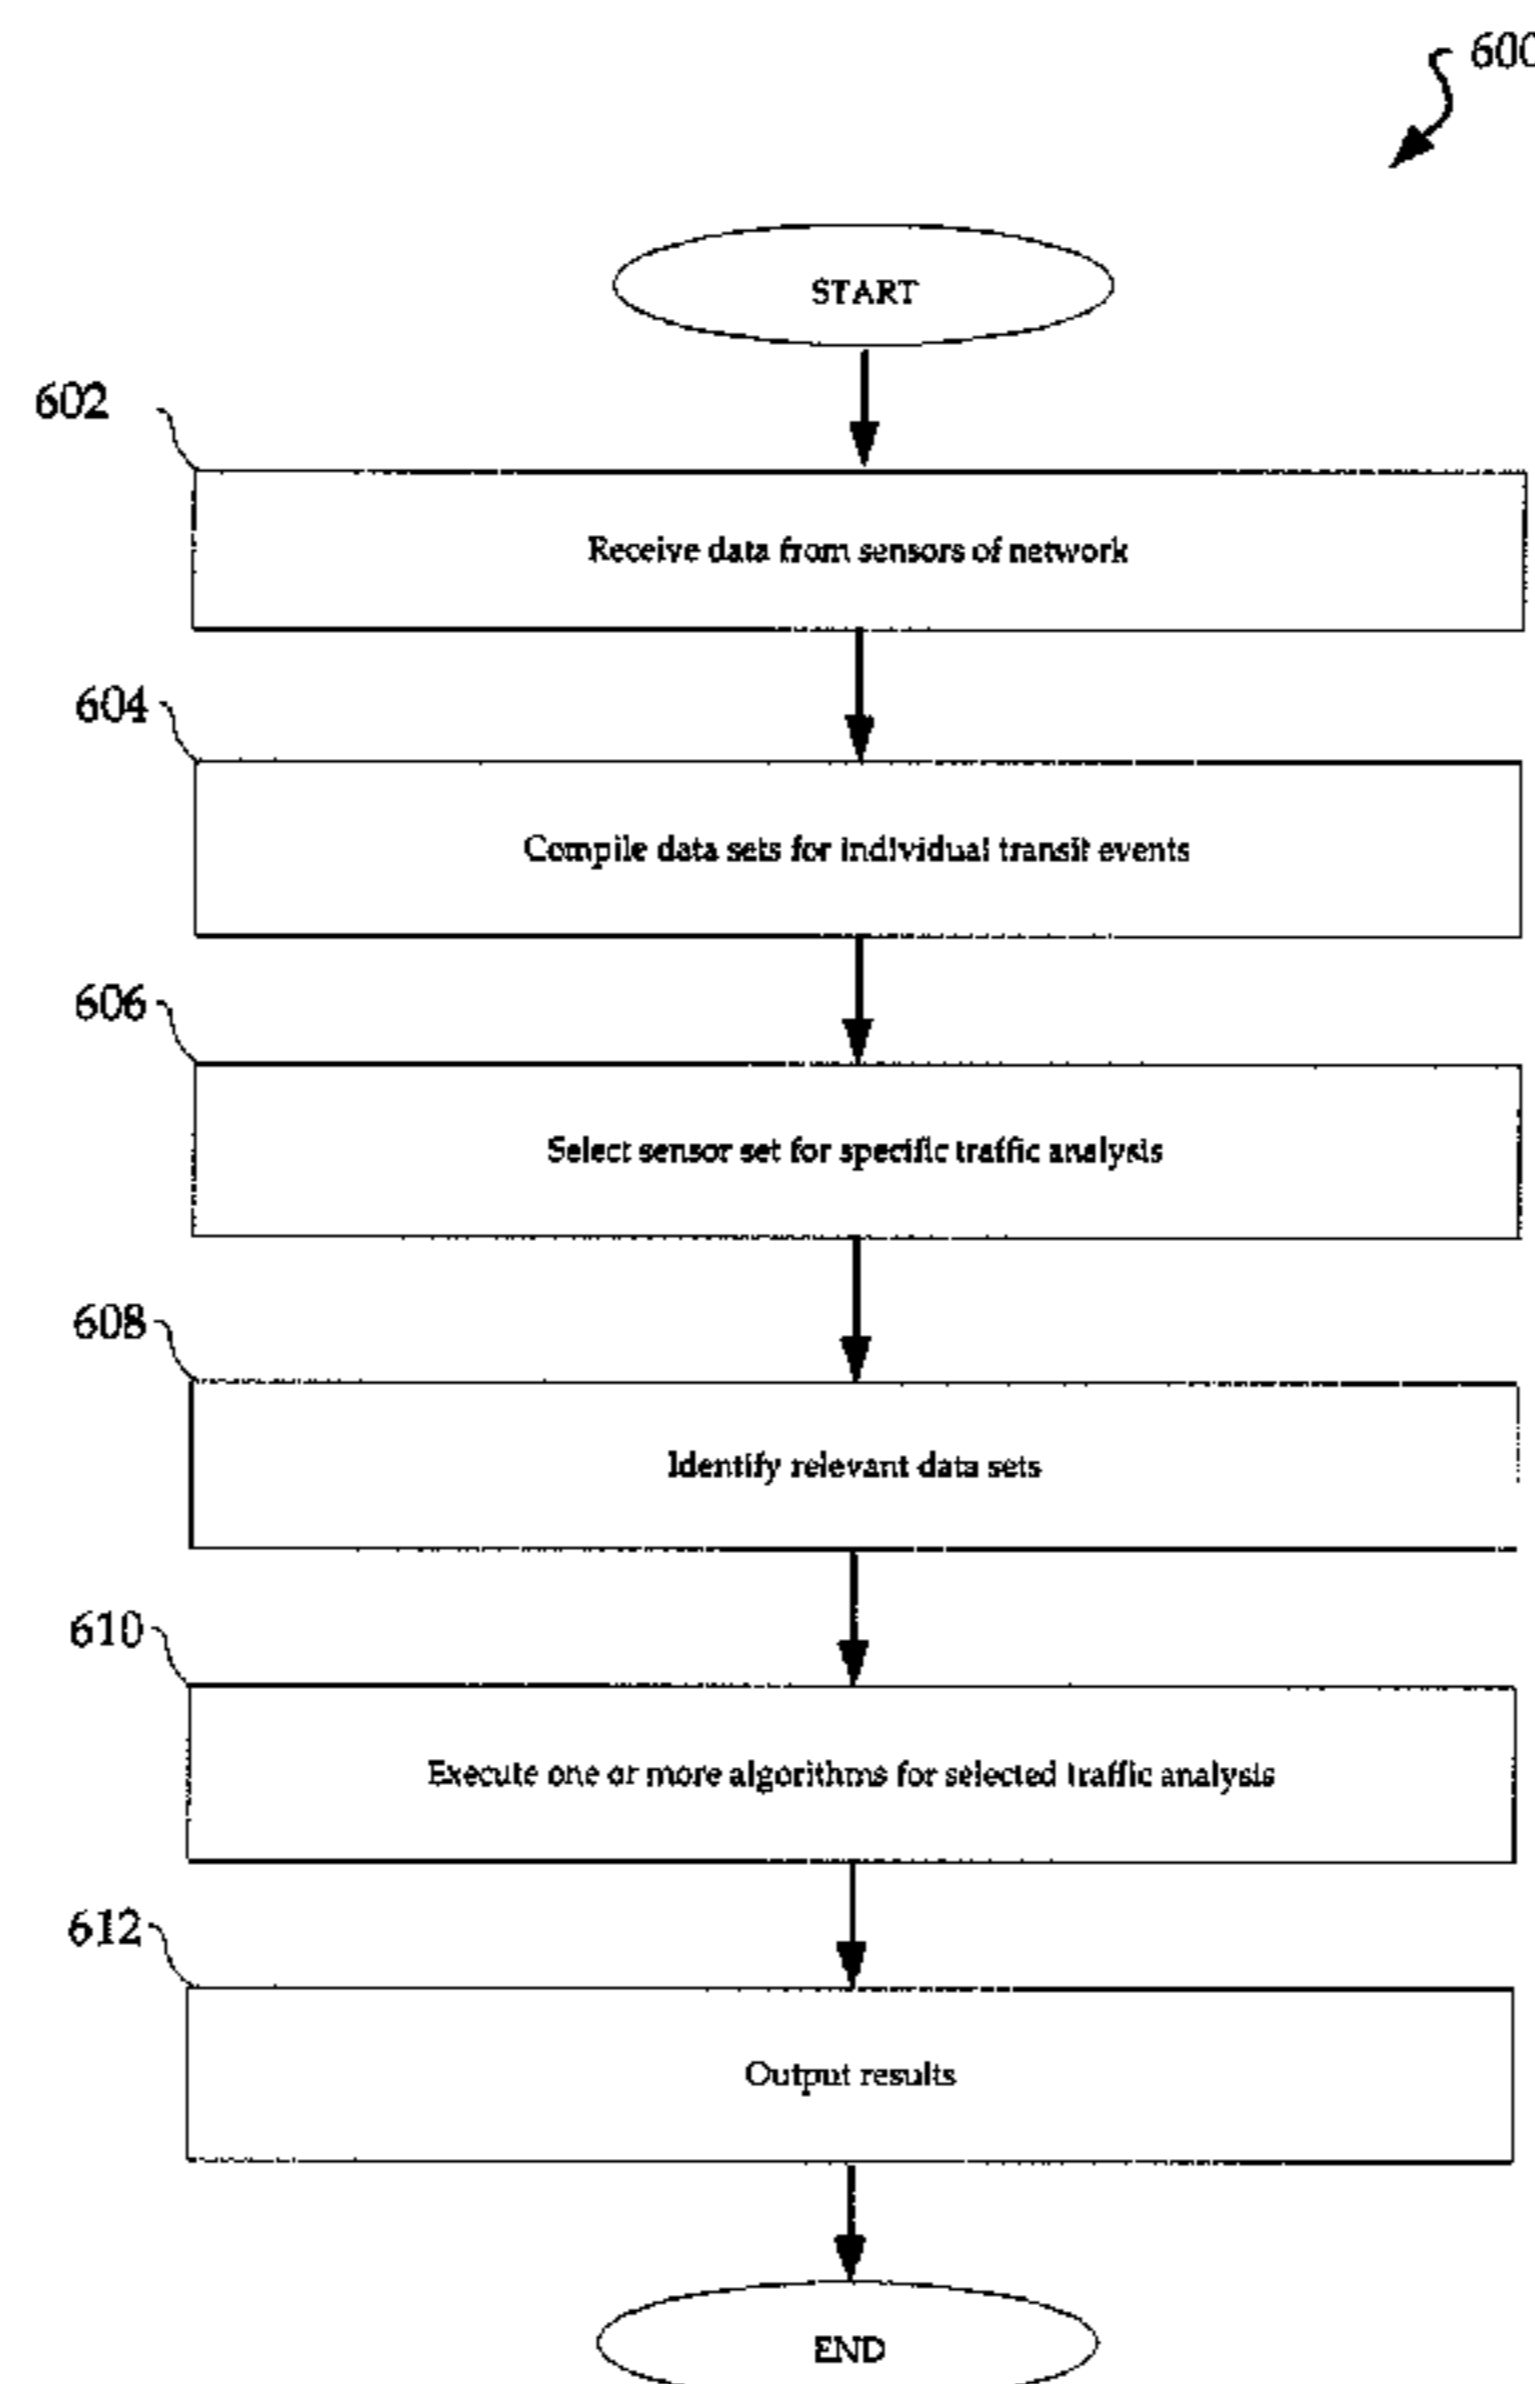 600
START
602
Receive data from sensors of network
604
Compile data sets for individual transit events
606
Select sensor set for specific traffic analysis
608
Identify relevant data sets
610
Execute one or more algorithms for selected traffic analysis
612
Output results
END